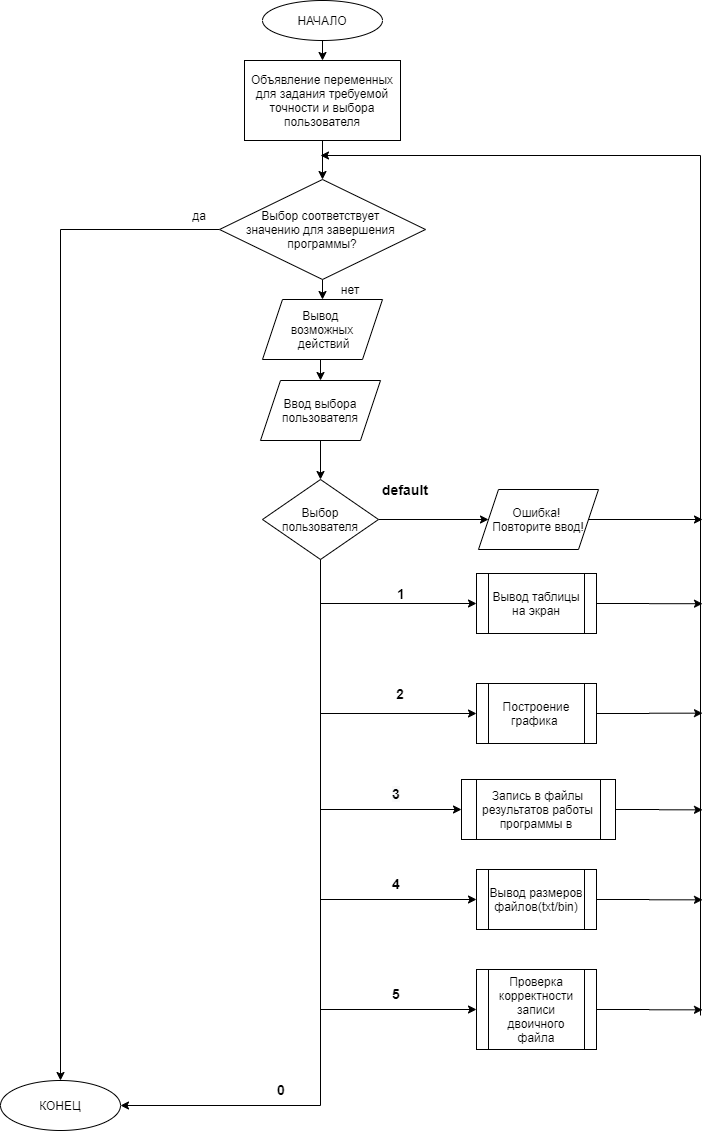 НАЧАЛО
Объявление переменных
для задания требуемой
точности и выбора
пользователя
да
Выбор соответствует
значению для завершения
программы?
нет
Вывод
возможных
действий
Ввод выбора
пользователя
Выбор
пользователя
default
Ошибка!
Повторите ввод!
1
Вывод таблицы
на экран
2
Построение
графика
3
Запись в файлы
результатов работы
программы в
4
Вывод размеров
файлов(txt/bin)
5
Проверка
корректности
записи
двоичного
файла
0
КОНЕЦ